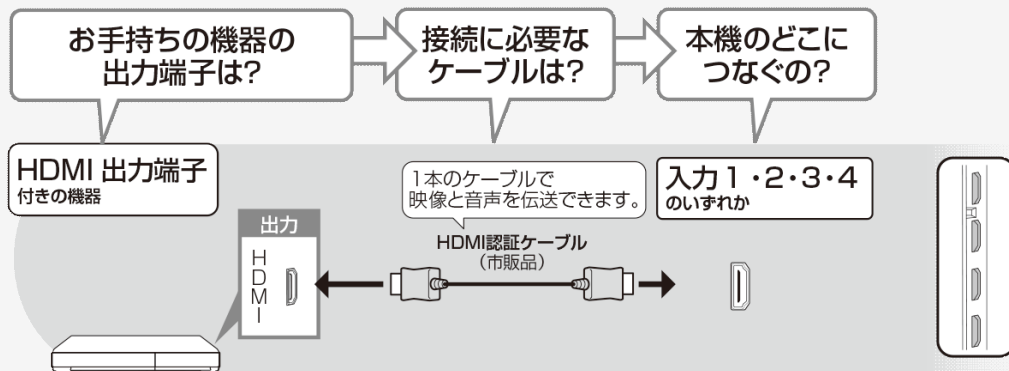 お手持ちの機器の
出力端子は?
接続に必要な
ケーブルは?
本機のどこに
つなぐの?
HDMI 出力端子
付きの機器
1本のケーブルで
映像と音声を伝送できます。
入力 1・2・3・4
のいずれか
出力
HDMI
HDMI認証ケーブル
(市販品)